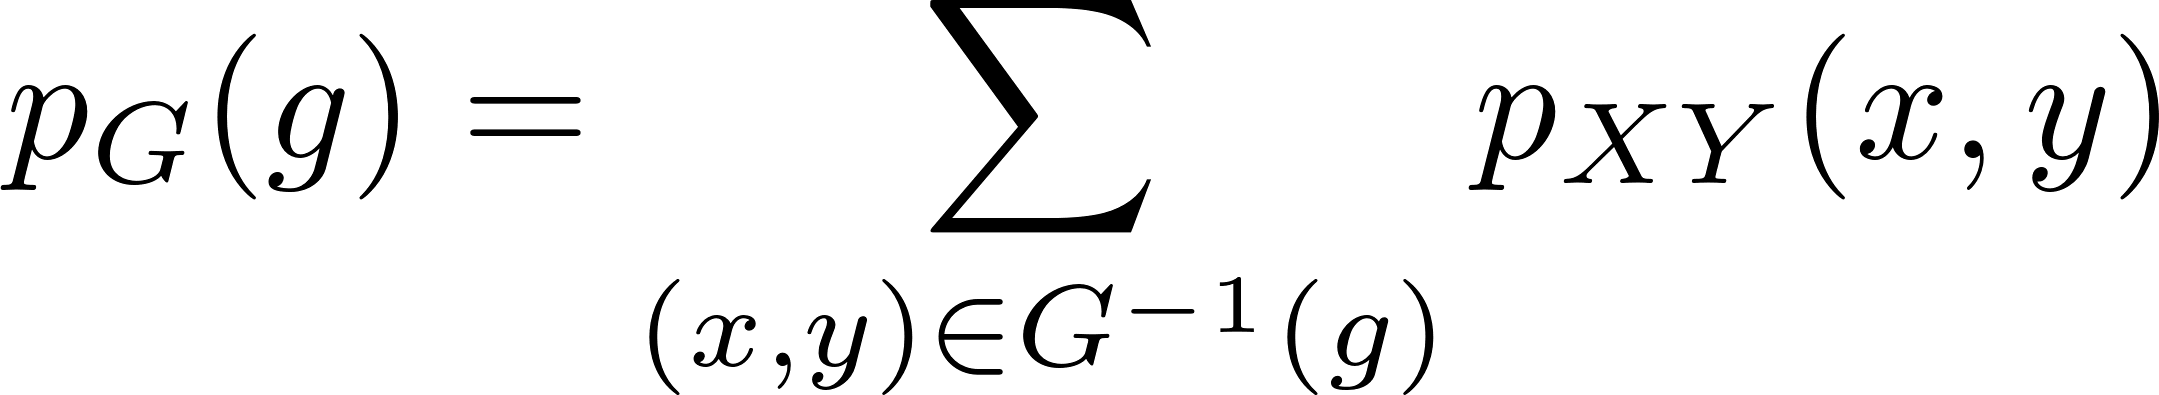 p_G(g) = \sum_{(x,y)\in G^{-1}(g)} p_{XY}(x, y)